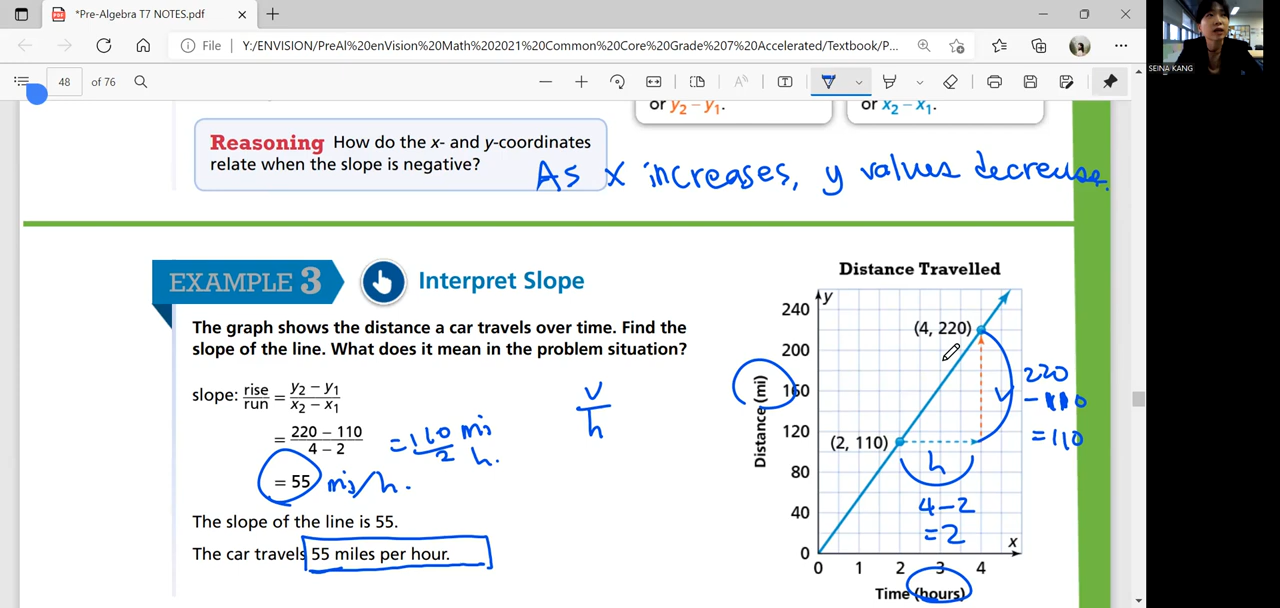 *Pre-Algebra T7 NOTES.pdf
File
Y:/ENVISION/PreAl%20enVision%20Math%202021%20Common%20Core%20Grade%207%20Accelerated/Textbook/P...
48 of 76
SEINA KANG
or y₂ – y₁.
or x₂ – x₁.
Reasoning How do the x- and y-coordinates
relate when the slope is negative?
As x increases, y values decrease.
EXAMPLE 3 Interpret Slope
The graph shows the distance a car travels over time. Find the
slope of the line. What does it mean in the problem situation?
slope: rise/run = y₂ – y₁/x₂ – x₁
= 220 – 110/4 – 2
= 110 mi/2 h.
= 55 mi/h.
v/h
The slope of the line is 55.
The car travels 55 miles per hour.
Distance Travelled
y
240
200
160
120
80
40
0
Distance (mi)
(4, 220)
(2, 110)
v
220
- 110
= 110
h
4-2
=2
x
0 1 2 3 4
Time (hours)